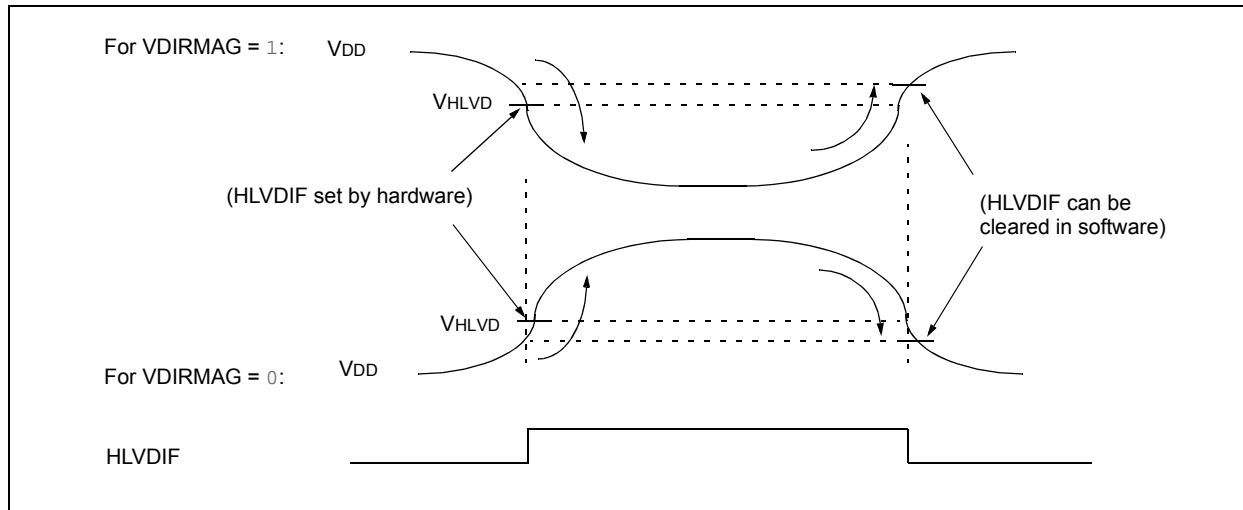 For VDIRMAG = 1: VDD
VHLVD
(HLVDIF set by hardware)
(HLVDIF can be
cleared in software)
VHLVD
For VDIRMAG = 0: VDD
HLVDIF